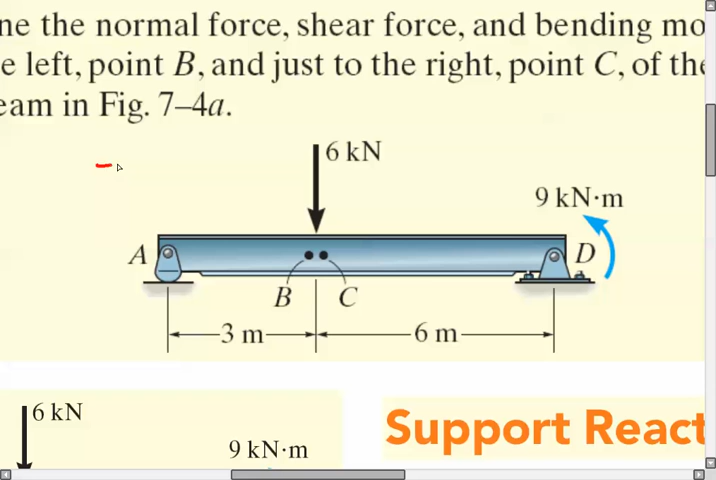 ne the normal force, shear force, and bending mo
e left, point B, and just to the right, point C, of the
eam in Fig. 7–4a.
6 kN
9 kN·m
A
D
B
C
3 m
6 m
6 kN
Support React
9 kN·m